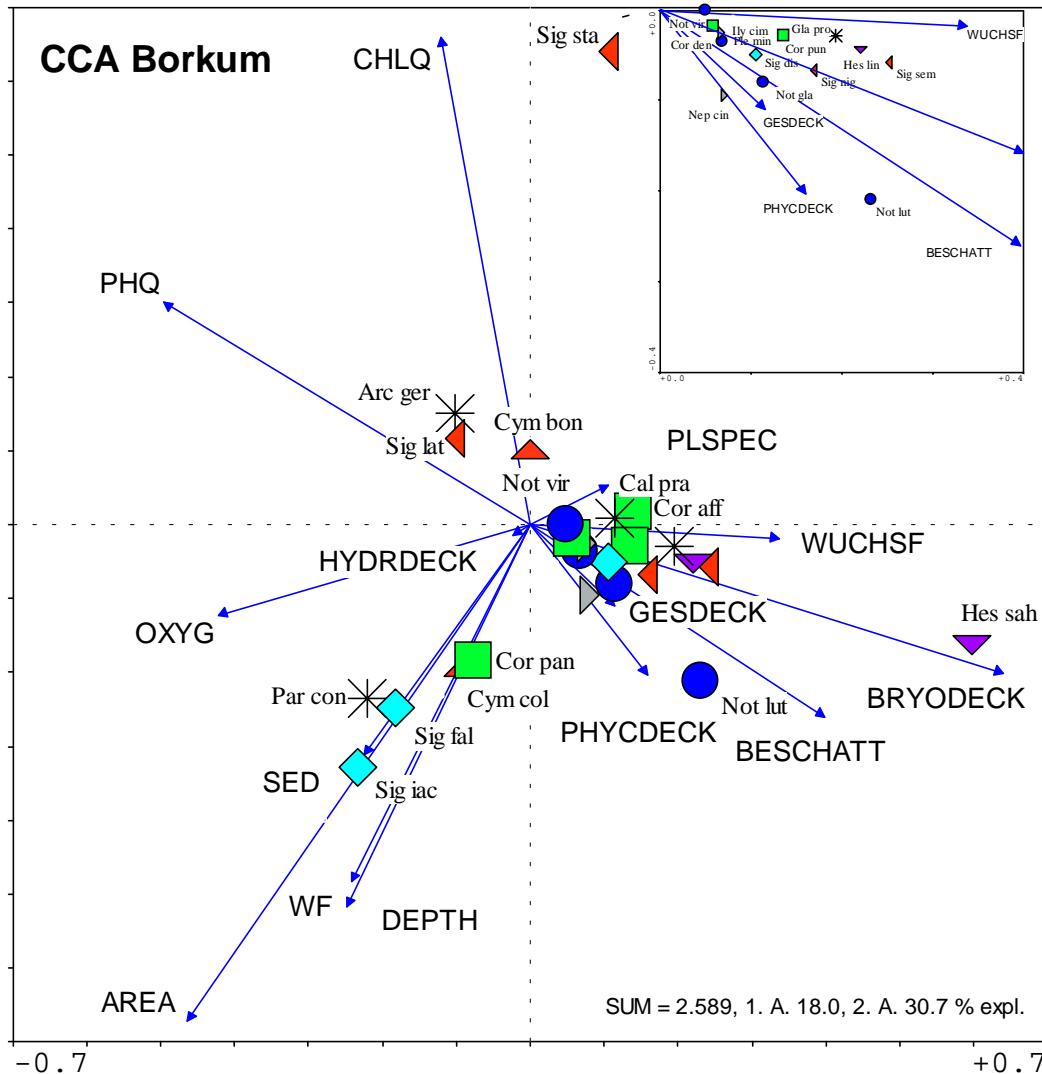 CCA Borkum
CHLQ
Sig sta
+0.0
Not vir
Ily cim
Gla pro
WUCHSF
Cor den
Ple min
Cor pun
Sig dis
Hes lin
Sig sem
Sig nig
Not gla
Nep cin
GESDECK
PHYCDECK
Not lut
BESCHATT
-0.4
+0.0
+0.4
PHQ
Arc ger
Sig lat
Cym bon
PLSPEC
Not vir
Cal pra
Cor aff
HYDRDECK
WUCHSF
OXYG
GESDECK
Hes sah
Cor pan
BRYODECK
Par con
Cym col
Not lut
PHYCDECK
Sig fal
BESCHATT
SED
Sig iac
WF
DEPTH
AREA
SUM = 2.589, 1. A. 18.0, 2. A. 30.7 % expl.
-0.7
+0.7